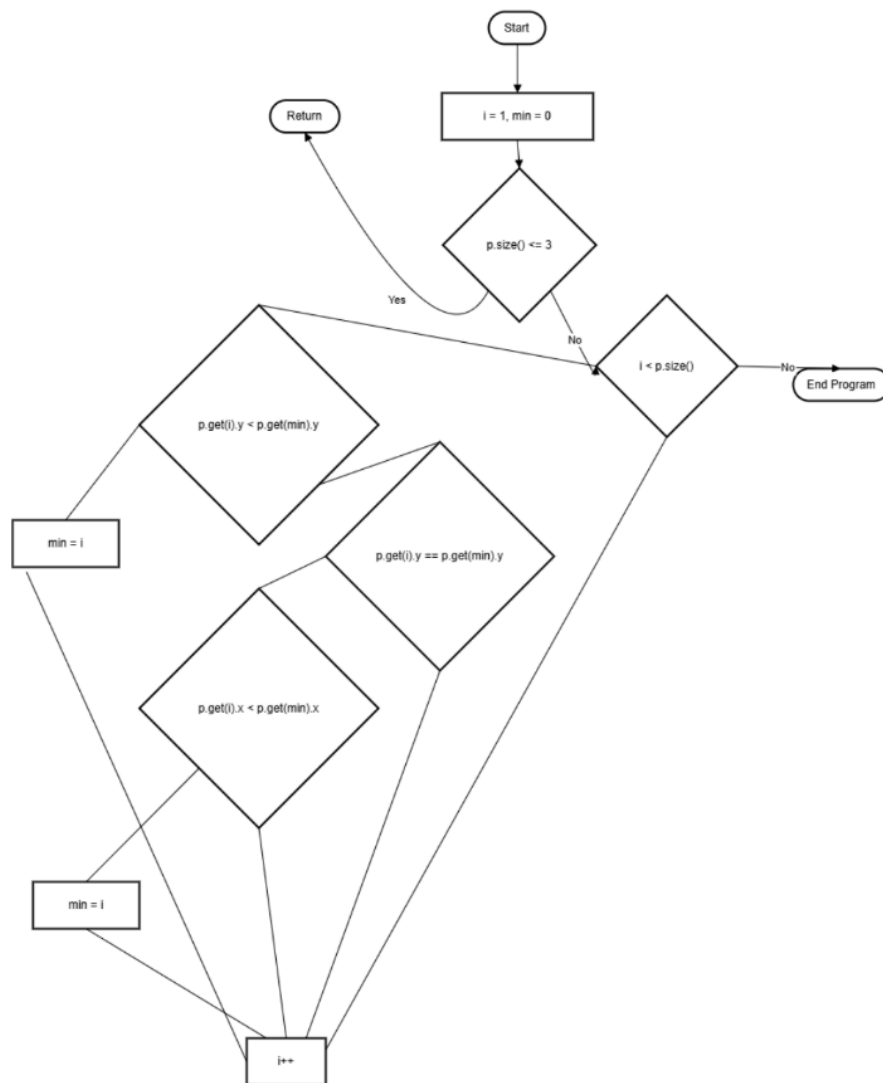 Start
i = 1, min = 0
Return
p.size() <= 3
Yes
No
i < p.size()
No
End Program
p.get(i).y < p.get(min).y
min = i
p.get(i).y == p.get(min).y
p.get(i).x < p.get(min).x
min = i
i++